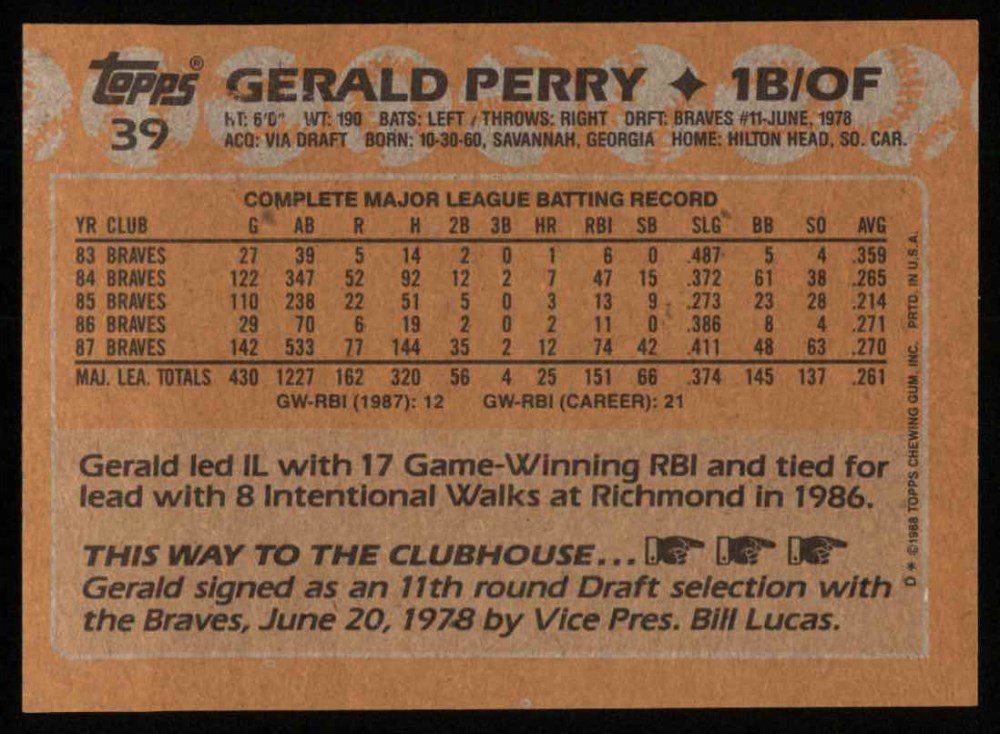 topps® GERALD PERRY ✦ 1B/OF
39
HT: 6'0" WT: 190 BATS: LEFT / THROWS: RIGHT DRFT: BRAVES #11-JUNE, 1978
ACQ: VIA DRAFT BORN: 10-30-60, SAVANNAH, GEORGIA HOME: HILTON HEAD, SO. CAR.
COMPLETE MAJOR LEAGUE BATTING RECORD
YR CLUB G AB R H 2B 3B HR RBI SB SLG BB SO AVG
83 BRAVES 27 39 5 14 2 0 1 6 0 .487 5 4 .359
84 BRAVES 122 347 52 92 12 2 7 47 15 .372 61 38 .265
85 BRAVES 110 238 22 51 5 0 3 13 9 .273 23 28 .214
86 BRAVES 29 70 6 19 2 0 2 11 0 .386 8 4 .271
87 BRAVES 142 533 77 144 35 2 12 74 42 .411 48 63 .270
MAJ. LEA. TOTALS 430 1227 162 320 56 4 25 151 66 .374 145 137 .261
GW-RBI (1987): 12 GW-RBI (CAREER): 21
Gerald led IL with 17 Game-Winning RBI and tied for
lead with 8 Intentional Walks at Richmond in 1986.
THIS WAY TO THE CLUBHOUSE...
Gerald signed as an 11th round Draft selection with
the Braves, June 20, 1978 by Vice Pres. Bill Lucas.
D * ©1988 TOPPS CHEWING GUM, INC. PRTD. IN U.S.A.